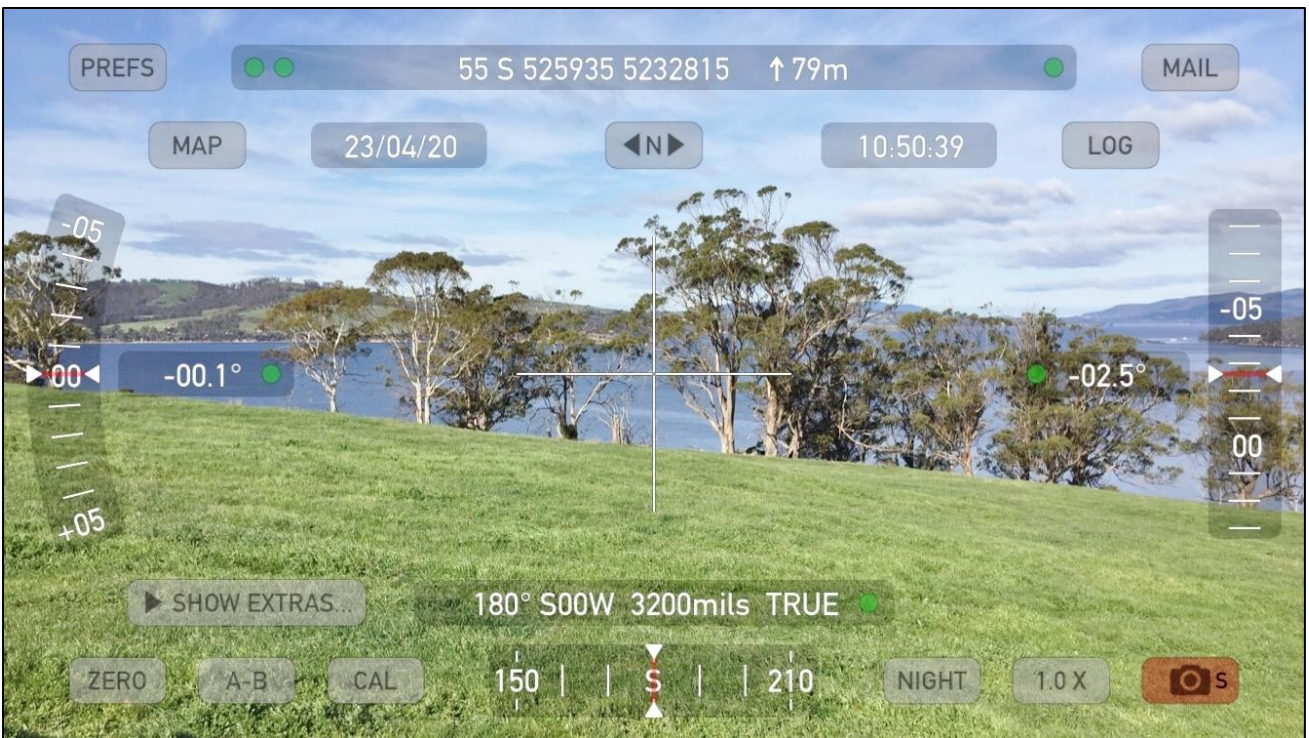 PREFS
55 S 525935 5232815 ↑ 79m
MAIL
MAP
23/04/20
◀N▶
10:50:39
LOG
-05
00
+05
-00.1°
-02.5°
-05
00
▶ SHOW EXTRAS...
180° S00W 3200mils TRUE
ZERO
A-B
CAL
150 | | S | | 210
NIGHT
1.0 X
S